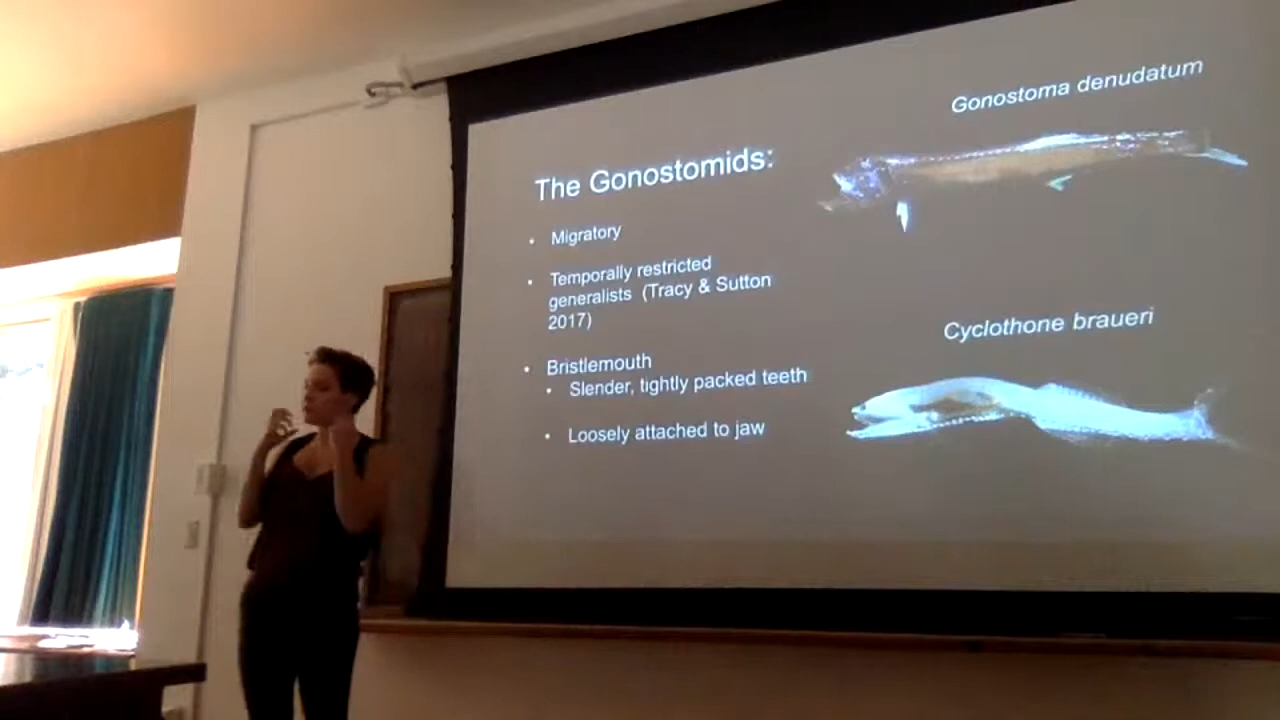 Gonostoma denudatum
The Gonostomids:
• Migratory
• Temporally restricted
generalists (Tracy & Sutton
2017)
• Bristlemouth
• Slender, tightly packed teeth
• Loosely attached to jaw
Cyclothone braueri